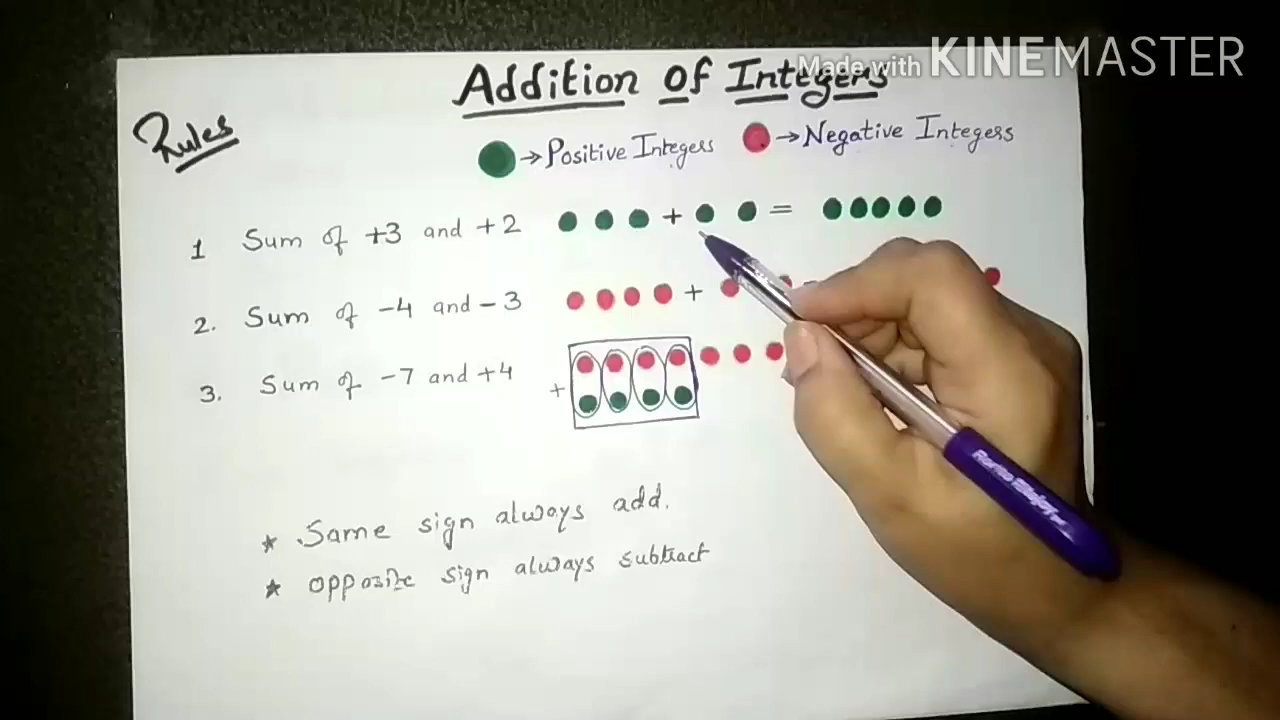 Made with KINEMASTER
Addition of Integers
Rules
→Positive Integers →Negative Integers
1 Sum of +3 and +2 + =
2. Sum of -4 and -3 +
3. Sum of -7 and +4
+
* Same sign always add.
* opposite sign always subtract